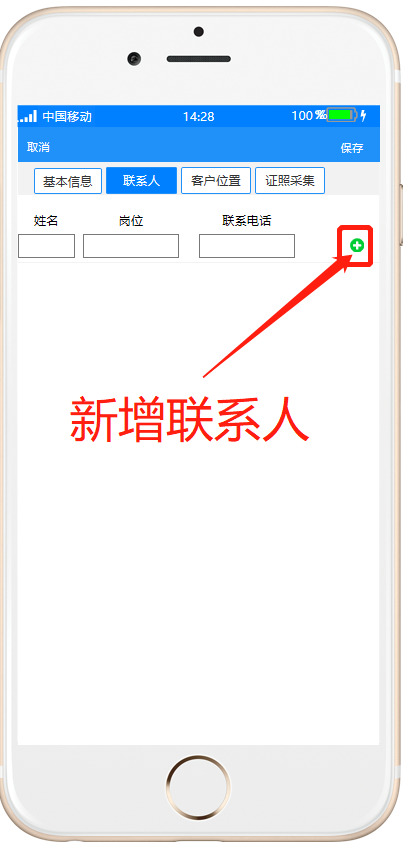 中国移动 14:28 100%
取消 保存
基本信息 联系人 客户位置 证照采集
姓名 岗位 联系电话
新增联系人